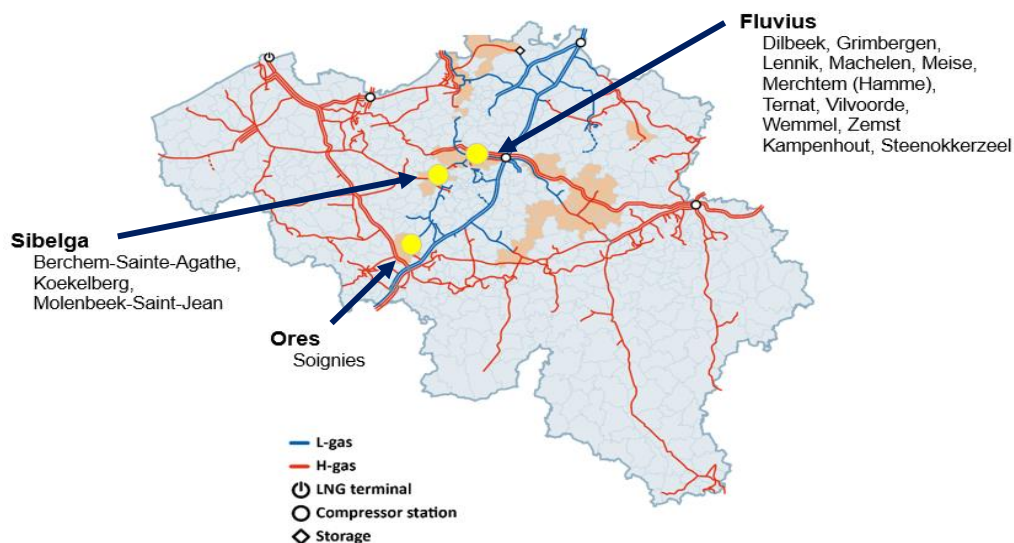 Fluvius
Dilbeek, Grimbergen,
Lennik, Machelen, Meise,
Merchtem (Hamme),
Ternat, Vilvoorde,
Wemmel, Zemst
Kampenhout, Steenokkerzeel
Sibelga
Berchem-Sainte-Agathe,
Koekelberg,
Molenbeek-Saint-Jean
Ores
Soignies
L-gas
H-gas
LNG terminal
Compressor station
Storage